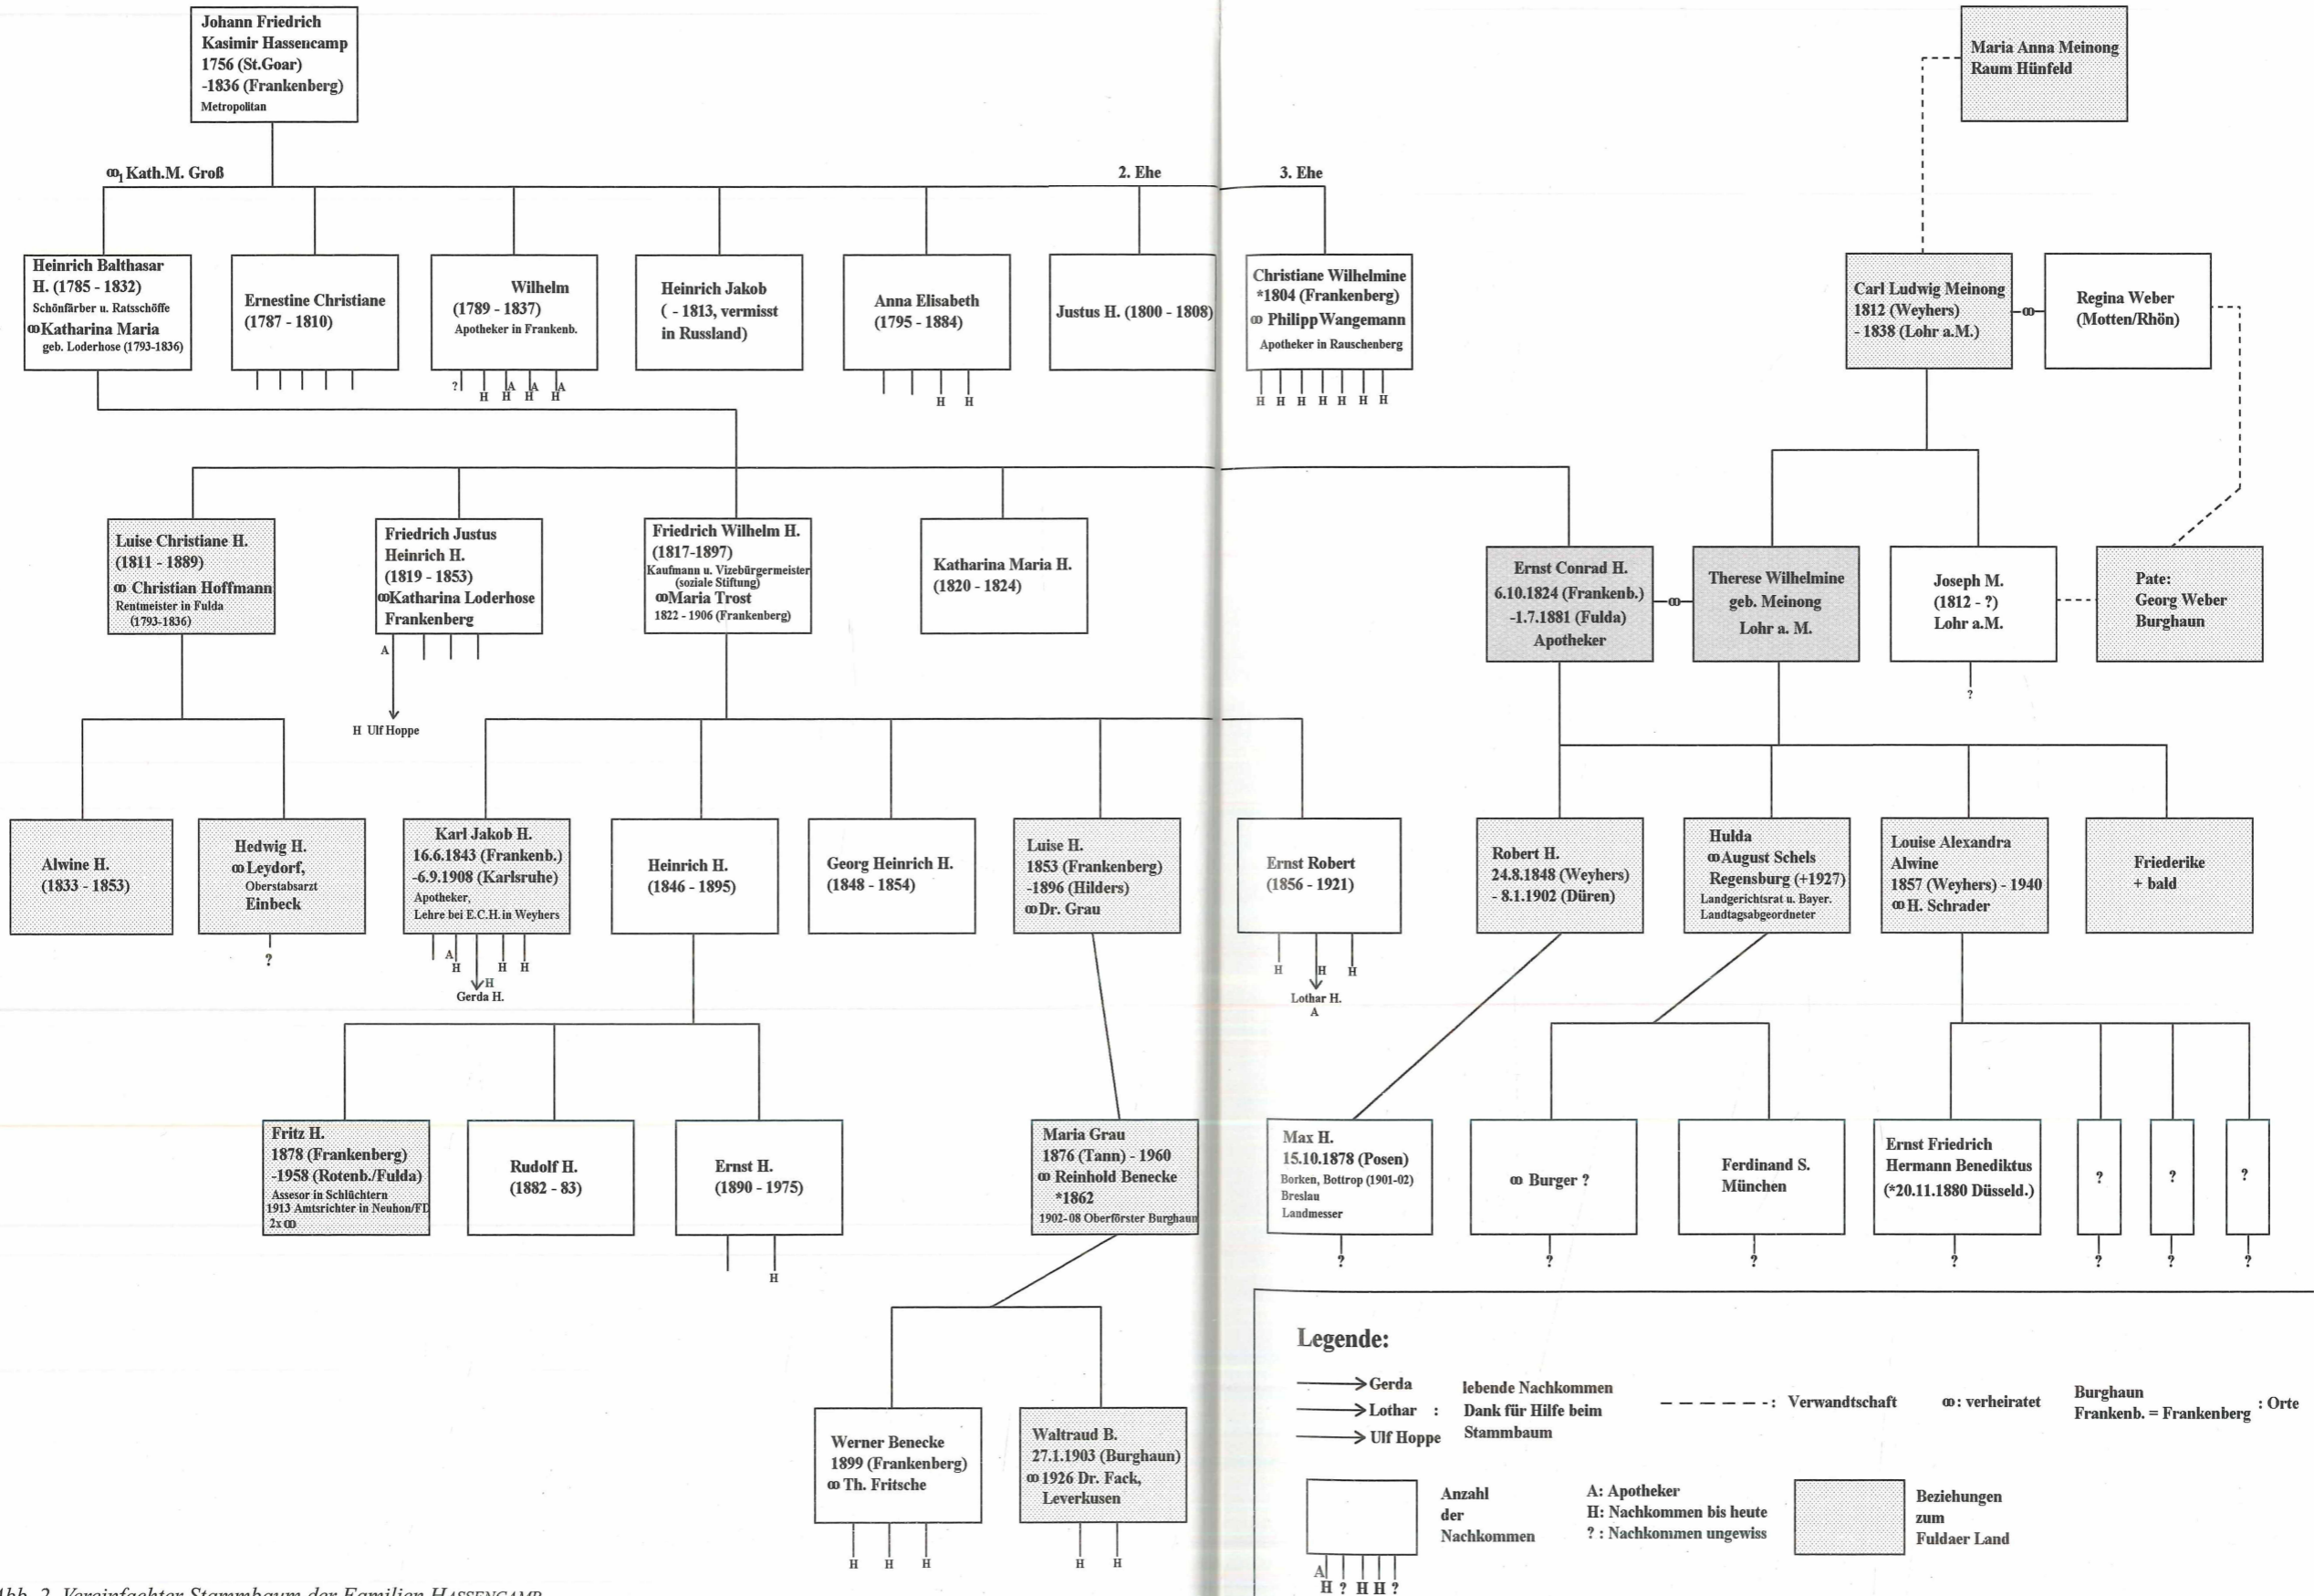 Johann Friedrich
Kasimir Hassencamp
1756 (St.Goar)
-1836 (Frankenberg)
Metropolitan
Maria Anna Meinong
Raum Hünfeld
ꝏ1 Kath.M. Groß
2. Ehe
3. Ehe
Heinrich Balthasar
H. (1785 - 1832)
Schönfärber u. Ratsschöffe
ꝏ Katharina Maria
geb. Loderhose (1793-1836)
Ernestine Christiane
(1787 - 1810)
Wilhelm
(1789 - 1837)
Apotheker in Frankenb.
? A A A
H H H H
Heinrich Jakob
( - 1813, vermisst
in Russland)
Anna Elisabeth
(1795 - 1884)
H H
Justus H. (1800 - 1808)
Christiane Wilhelmine
*1804 (Frankenberg)
ꝏ Philipp Wangemann
Apotheker in Rauschenberg
H H H H H H H
Carl Ludwig Meinong
1812 (Weyhers)
- 1838 (Lohr a.M.)
ꝏ
Regina Weber
(Motten/Rhön)
Luise Christiane H.
(1811 - 1889)
ꝏ Christian Hoffmann
Rentmeister in Fulda
(1793-1836)
Friedrich Justus
Heinrich H.
(1819 - 1853)
ꝏ Katharina Loderhose
Frankenberg
A
H Ulf Hoppe
Friedrich Wilhelm H.
(1817-1897)
Kaufmann u. Vizebürgermeister
(soziale Stiftung)
ꝏ Maria Trost
1822 - 1906 (Frankenberg)
Katharina Maria H.
(1820 - 1824)
Ernst Conrad H.
6.10.1824 (Frankenb.)
-1.7.1881 (Fulda)
Apotheker
ꝏ
Therese Wilhelmine
geb. Meinong
Lohr a. M.
Joseph M.
(1812 - ?)
Lohr a.M.
?
Pate:
Georg Weber
Burghaun
Alwine H.
(1833 - 1853)
Hedwig H.
ꝏ Leydorf,
Oberstabsarzt
Einbeck
?
Karl Jakob H.
16.6.1843 (Frankenb.)
-6.9.1908 (Karlsruhe)
Apotheker,
Lehre bei E.C.H. in Weyhers
A
H H H
H
Gerda H.
Heinrich H.
(1846 - 1895)
Georg Heinrich H.
(1848 - 1854)
Luise H.
1853 (Frankenberg)
-1896 (Hilders)
ꝏ Dr. Grau
Ernst Robert
(1856 - 1921)
H H H
Lothar H.
A
Robert H.
24.8.1848 (Weyhers)
- 8.1.1902 (Düren)
Hulda
ꝏ August Schels
Regensburg (+1927)
Landgerichtsrat u. Bayer.
Landtagsabgeordneter
Louise Alexandra
Alwine
1857 (Weyhers) - 1940
ꝏ H. Schrader
Friederike
+ bald
Fritz H.
1878 (Frankenberg)
-1958 (Rotenb./Fulda)
Assesor in Schlüchtern
1913 Amtsrichter in Neuhon/FD
2x ꝏ
Rudolf H.
(1882 - 83)
Ernst H.
(1890 - 1975)
H
Maria Grau
1876 (Tann) - 1960
ꝏ Reinhold Benecke
*1862
1902-08 Oberförster Burghaun
Max H.
15.10.1878 (Posen)
Borken, Bottrop (1901-02)
Breslau
Landmesser
?
ꝏ Burger ?
?
Ferdinand S.
München
?
Ernst Friedrich
Hermann Benediktus
(*20.11.1880 Düsseld.)
?
? ? ?
? ? ?
Werner Benecke
1899 (Frankenberg)
ꝏ Th. Fritsche
H H H
Waltraud B.
27.1.1903 (Burghaun)
ꝏ 1926 Dr. Fack,
Leverkusen
H H
Legende:
Gerda
Lothar :
Ulf Hoppe
lebende Nachkommen
Dank für Hilfe beim
Stammbaum
: Verwandtschaft
ꝏ: verheiratet
Burghaun
Frankenb. = Frankenberg : Orte
A
H ? H H ?
Anzahl
der
Nachkommen
A: Apotheker
H: Nachkommen bis heute
? : Nachkommen ungewiss
Beziehungen
zum
Fuldaer Land
Abb. 2. Vereinfachter Stammbaum der Familien HASSENCAMP